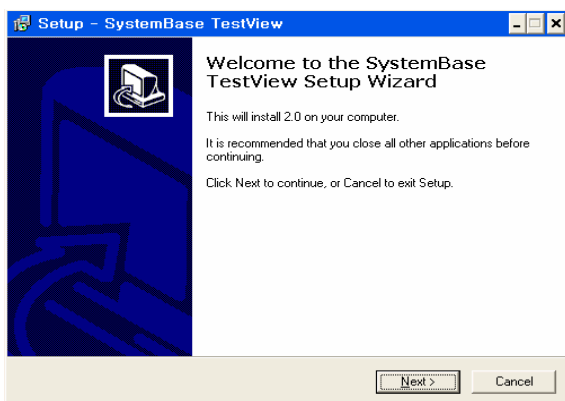 Setup - SystemBase TestView
Welcome to the SystemBase
TestView Setup Wizard
This will install 2.0 on your computer.
It is recommended that you close all other applications before
continuing.
Click Next to continue, or Cancel to exit Setup.
Next >
Cancel